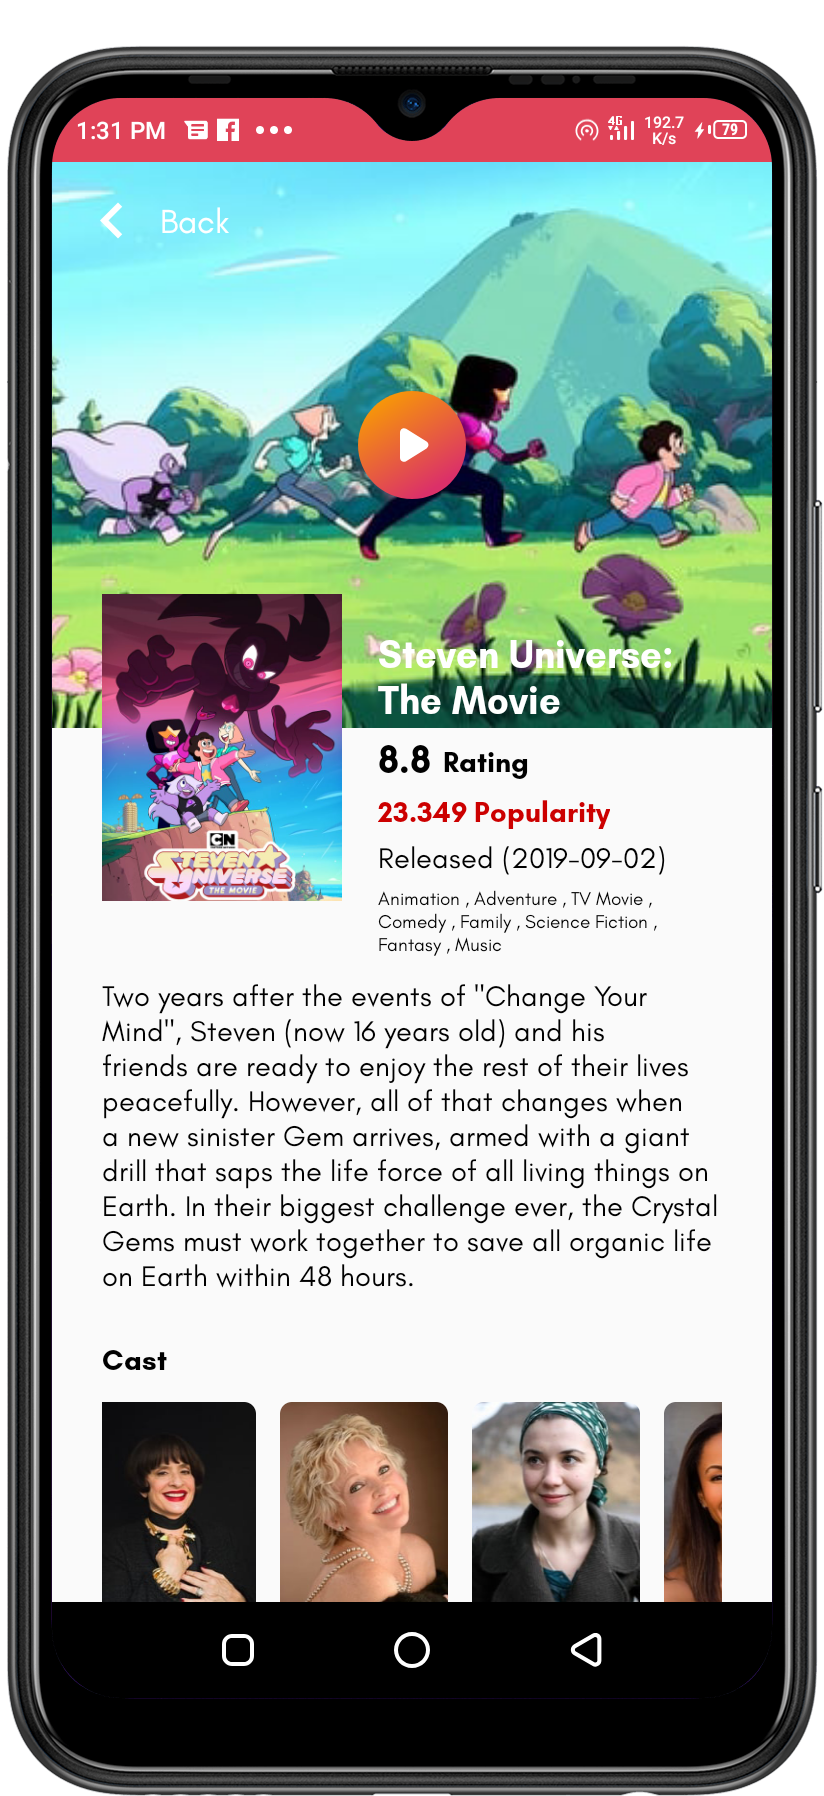 1:31 PM
4G
192.7
K/s
79
Back
Steven Universe:
The Movie
8.8 Rating
23.349 Popularity
Released (2019-09-02)
Animation , Adventure , TV Movie ,
Comedy , Family , Science Fiction ,
Fantasy , Music
CN
STEVEN
UNIVERSE
THE MOVIE
Two years after the events of "Change Your
Mind", Steven (now 16 years old) and his
friends are ready to enjoy the rest of their lives
peacefully. However, all of that changes when
a new sinister Gem arrives, armed with a giant
drill that saps the life force of all living things on
Earth. In their biggest challenge ever, the Crystal
Gems must work together to save all organic life
on Earth within 48 hours.
Cast